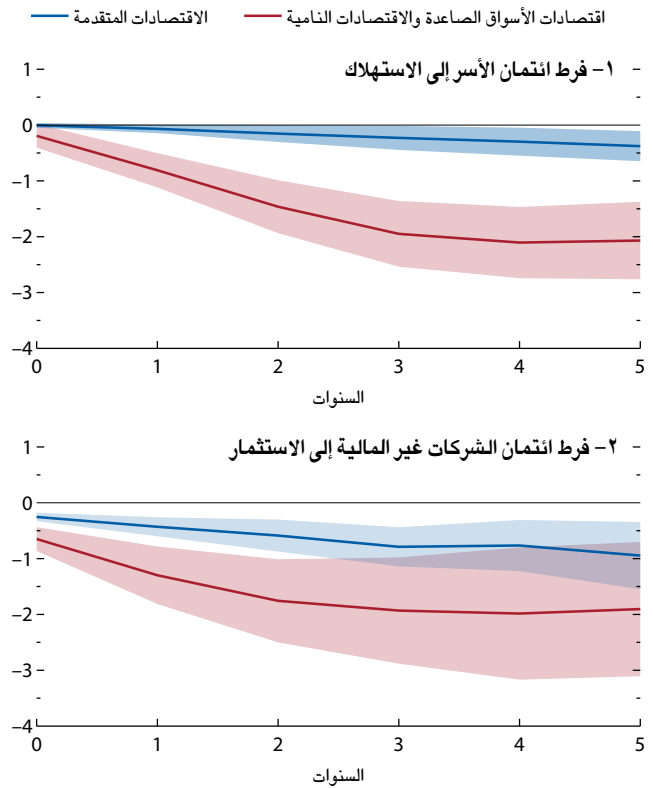 اقتصادات الأسواق الصاعدة والاقتصادات النامية
الاقتصادات المتقدمة
١– فرط ائتمان الأسر إلى الاستهلاك
1
0
–1
–2
–3
–4
0 1 2 3 4 5
السنوات
٢– فرط ائتمان الشركات غير المالية إلى الاستثمار
1
0
–1
–2
–3
–4
0 1 2 3 4 5
السنوات